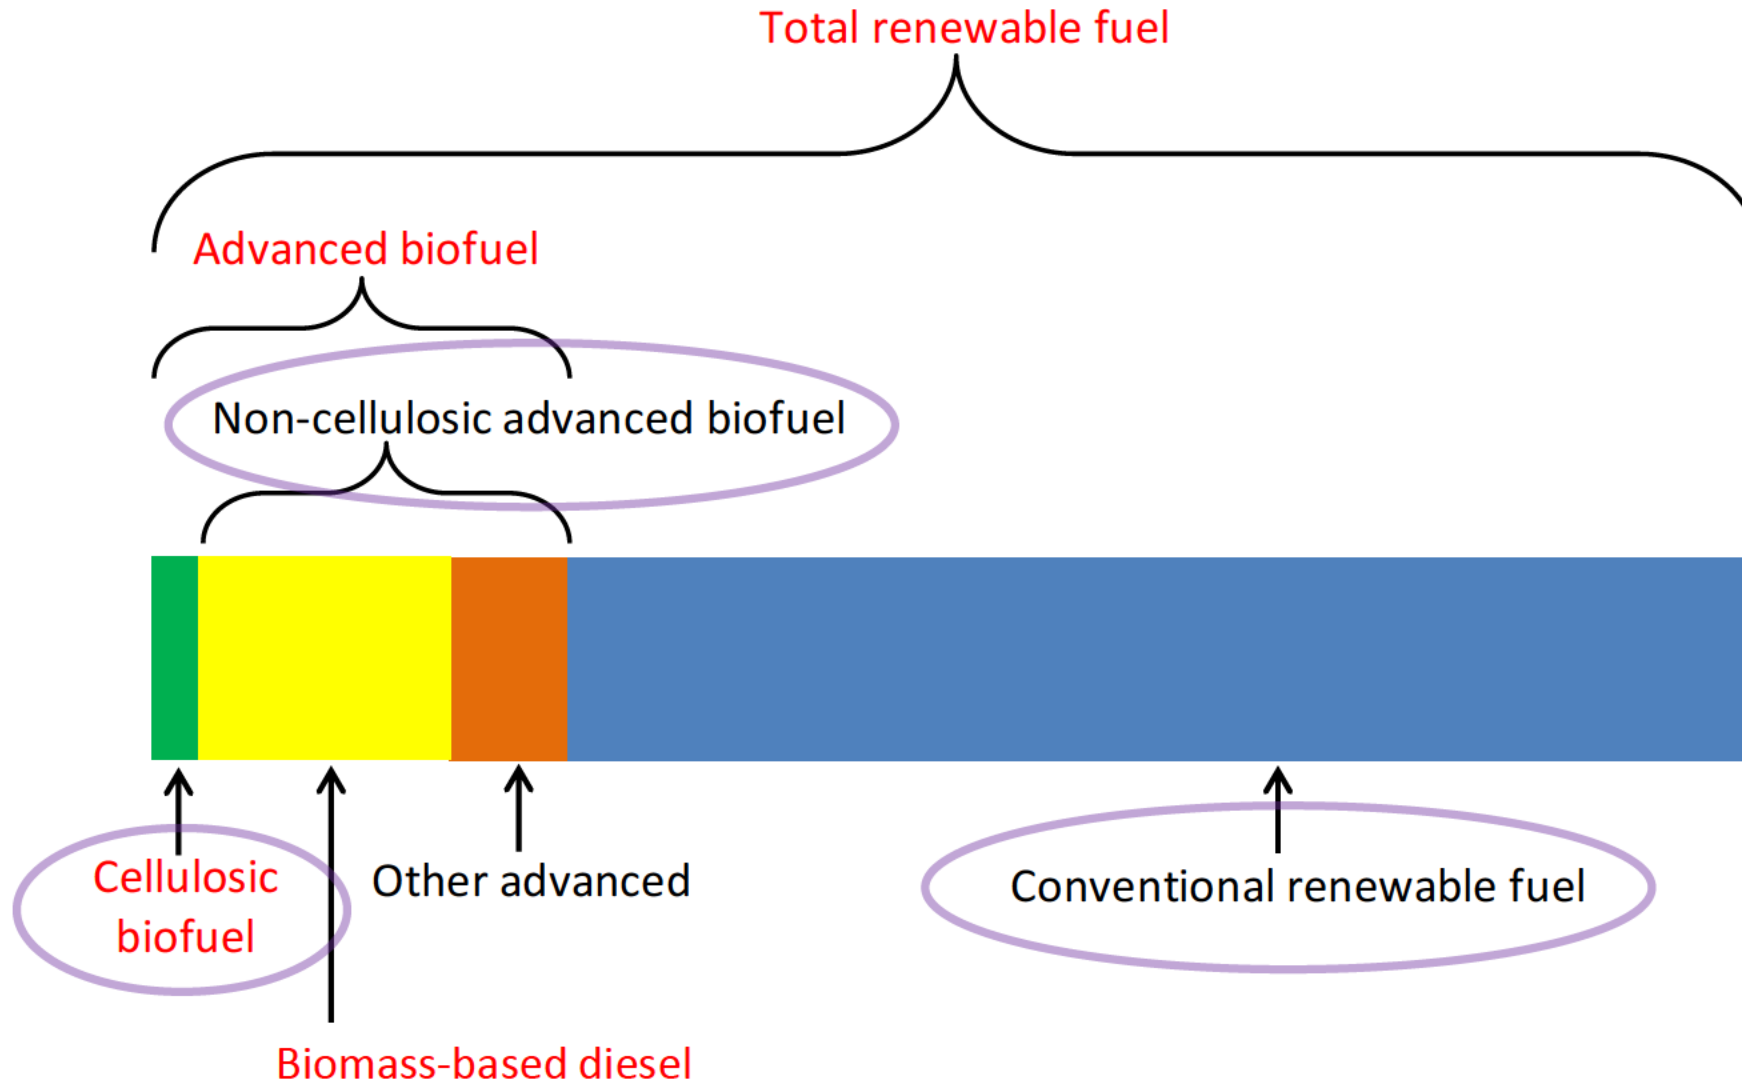 Total renewable fuel
Advanced biofuel
Non-cellulosic advanced biofuel
Cellulosic
biofuel
Other advanced
Conventional renewable fuel
Biomass-based diesel